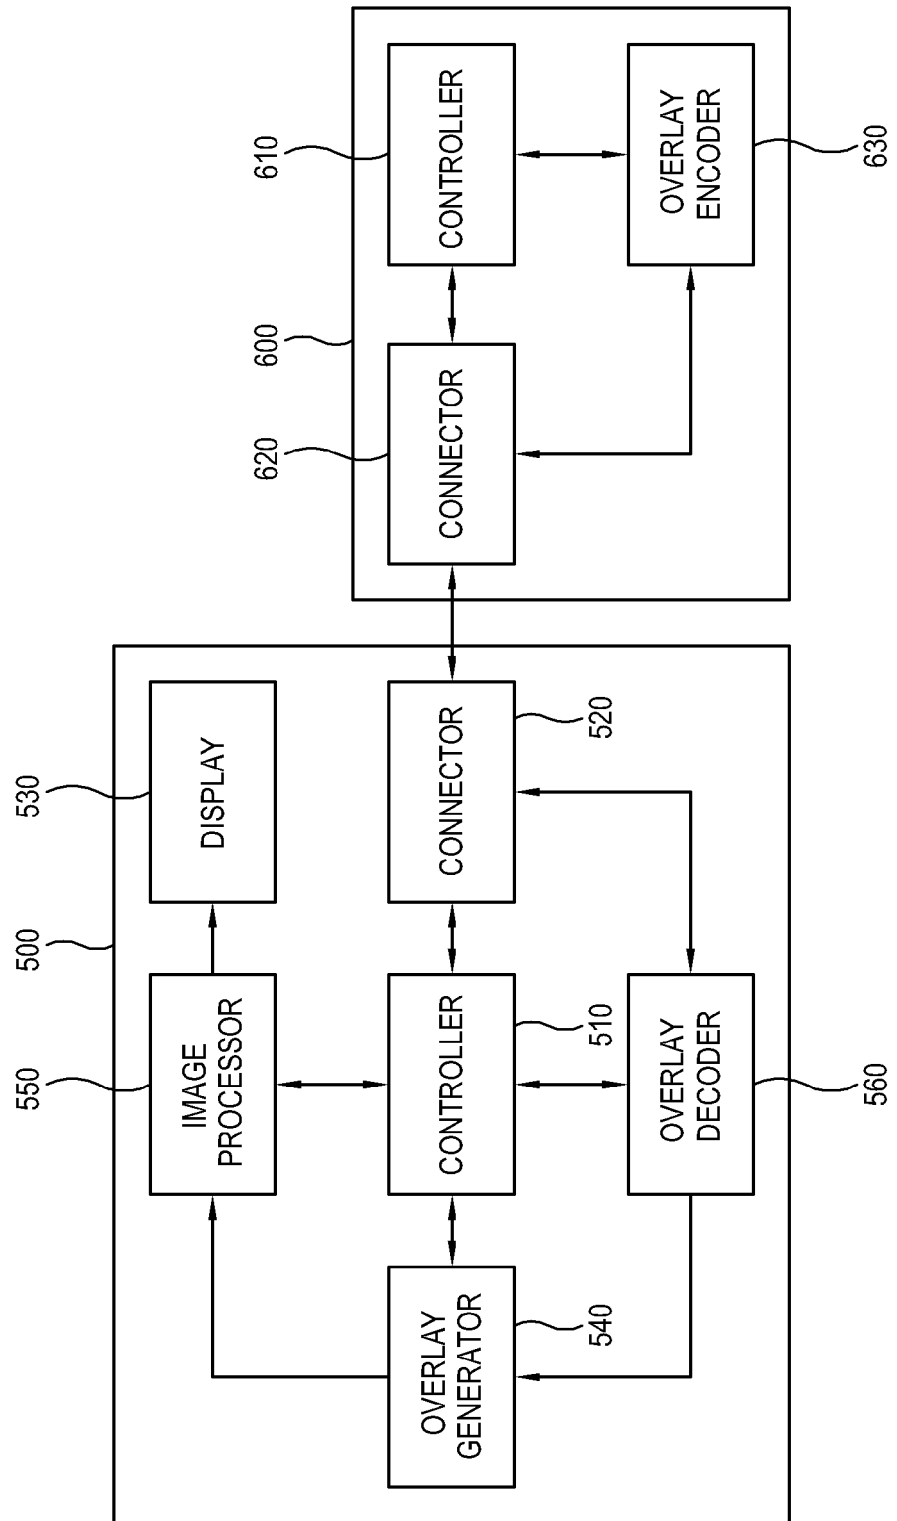 500
600
550
530
IMAGE
PROCESSOR
DISPLAY
540
510
520
620
610
OVERLAY
GENERATOR
CONTROLLER
CONNECTOR
CONNECTOR
CONTROLLER
OVERLAY
DECODER
OVERLAY
ENCODER
560
630